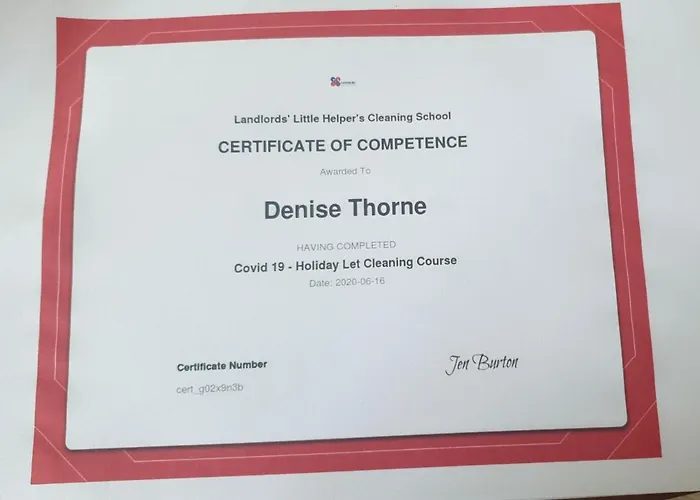 Landlords' Little Helper's Cleaning School
CERTIFICATE OF COMPETENCE
Awarded To
Denise Thorne
HAVING COMPLETED
Covid 19 - Holiday Let Cleaning Course
Date: 2020-06-16
Certificate Number
cert_g02x9n3b
Jen Burton